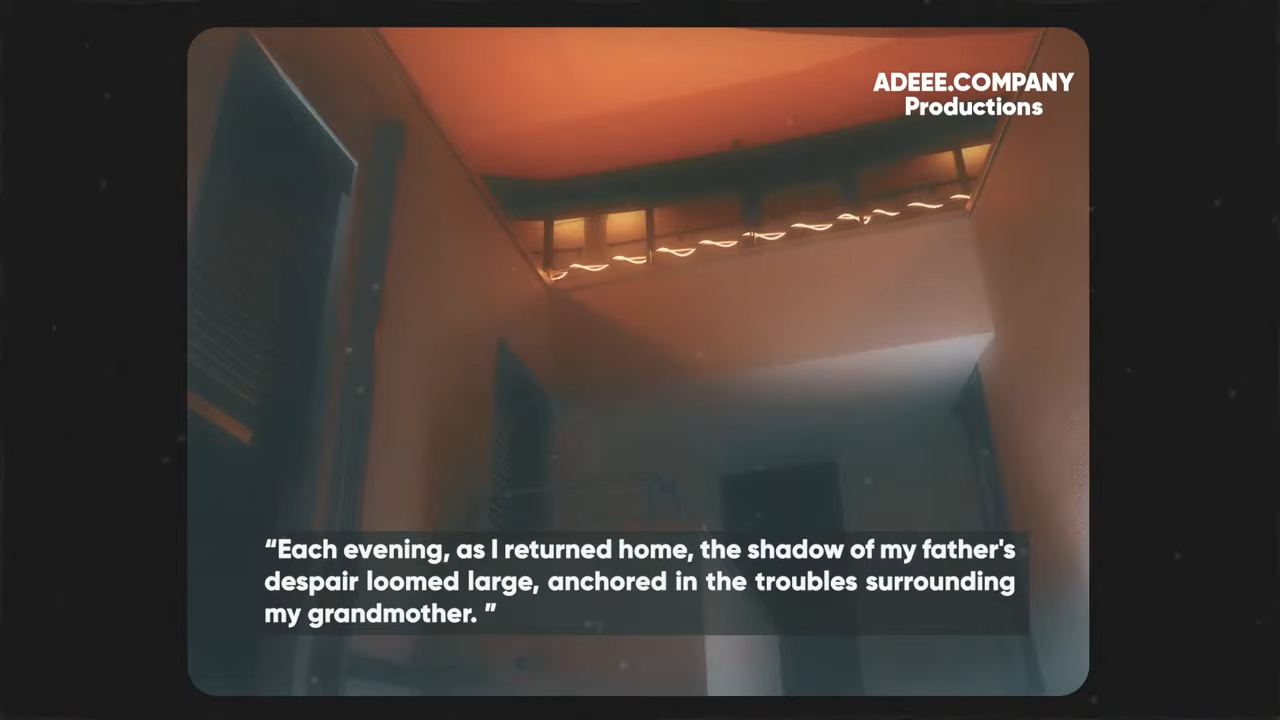 ADEEE.COMPANY
Productions
“Each evening, as I returned home, the shadow of my father's
despair loomed large, anchored in the troubles surrounding
my grandmother. ”